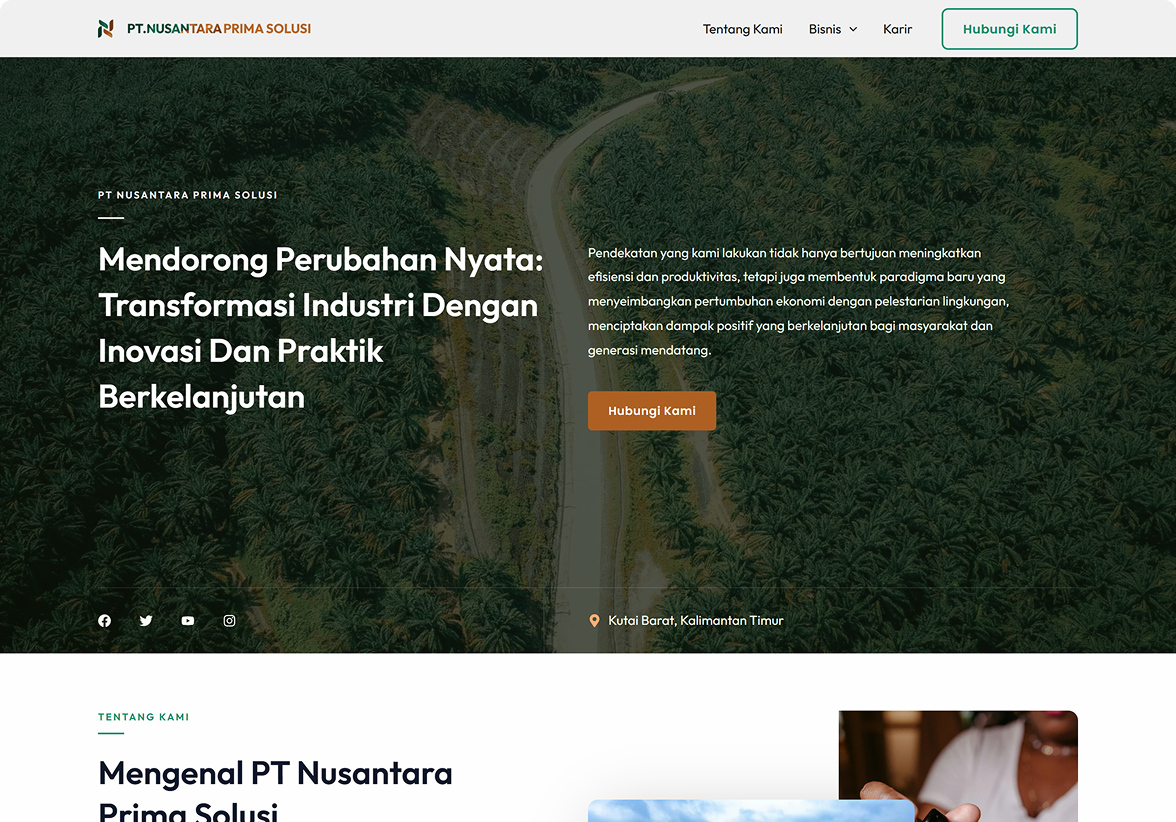 PT.NUSANTARA PRIMA SOLUSI
Tentang Kami
Bisnis
Karir
Hubungi Kami
PT NUSANTARA PRIMA SOLUSI
Mendorong Perubahan Nyata:
Transformasi Industri Dengan
Inovasi Dan Praktik
Berkelanjutan
Pendekatan yang kami lakukan tidak hanya bertujuan meningkatkan
efisiensi dan produktivitas, tetapi juga membentuk paradigma baru yang
menyeimbangkan pertumbuhan ekonomi dengan pelestarian lingkungan,
menciptakan dampak positif yang berkelanjutan bagi masyarakat dan
generasi mendatang.
Hubungi Kami
Kutai Barat, Kalimantan Timur
TENTANG KAMI
Mengenal PT Nusantara
Prima Solusi